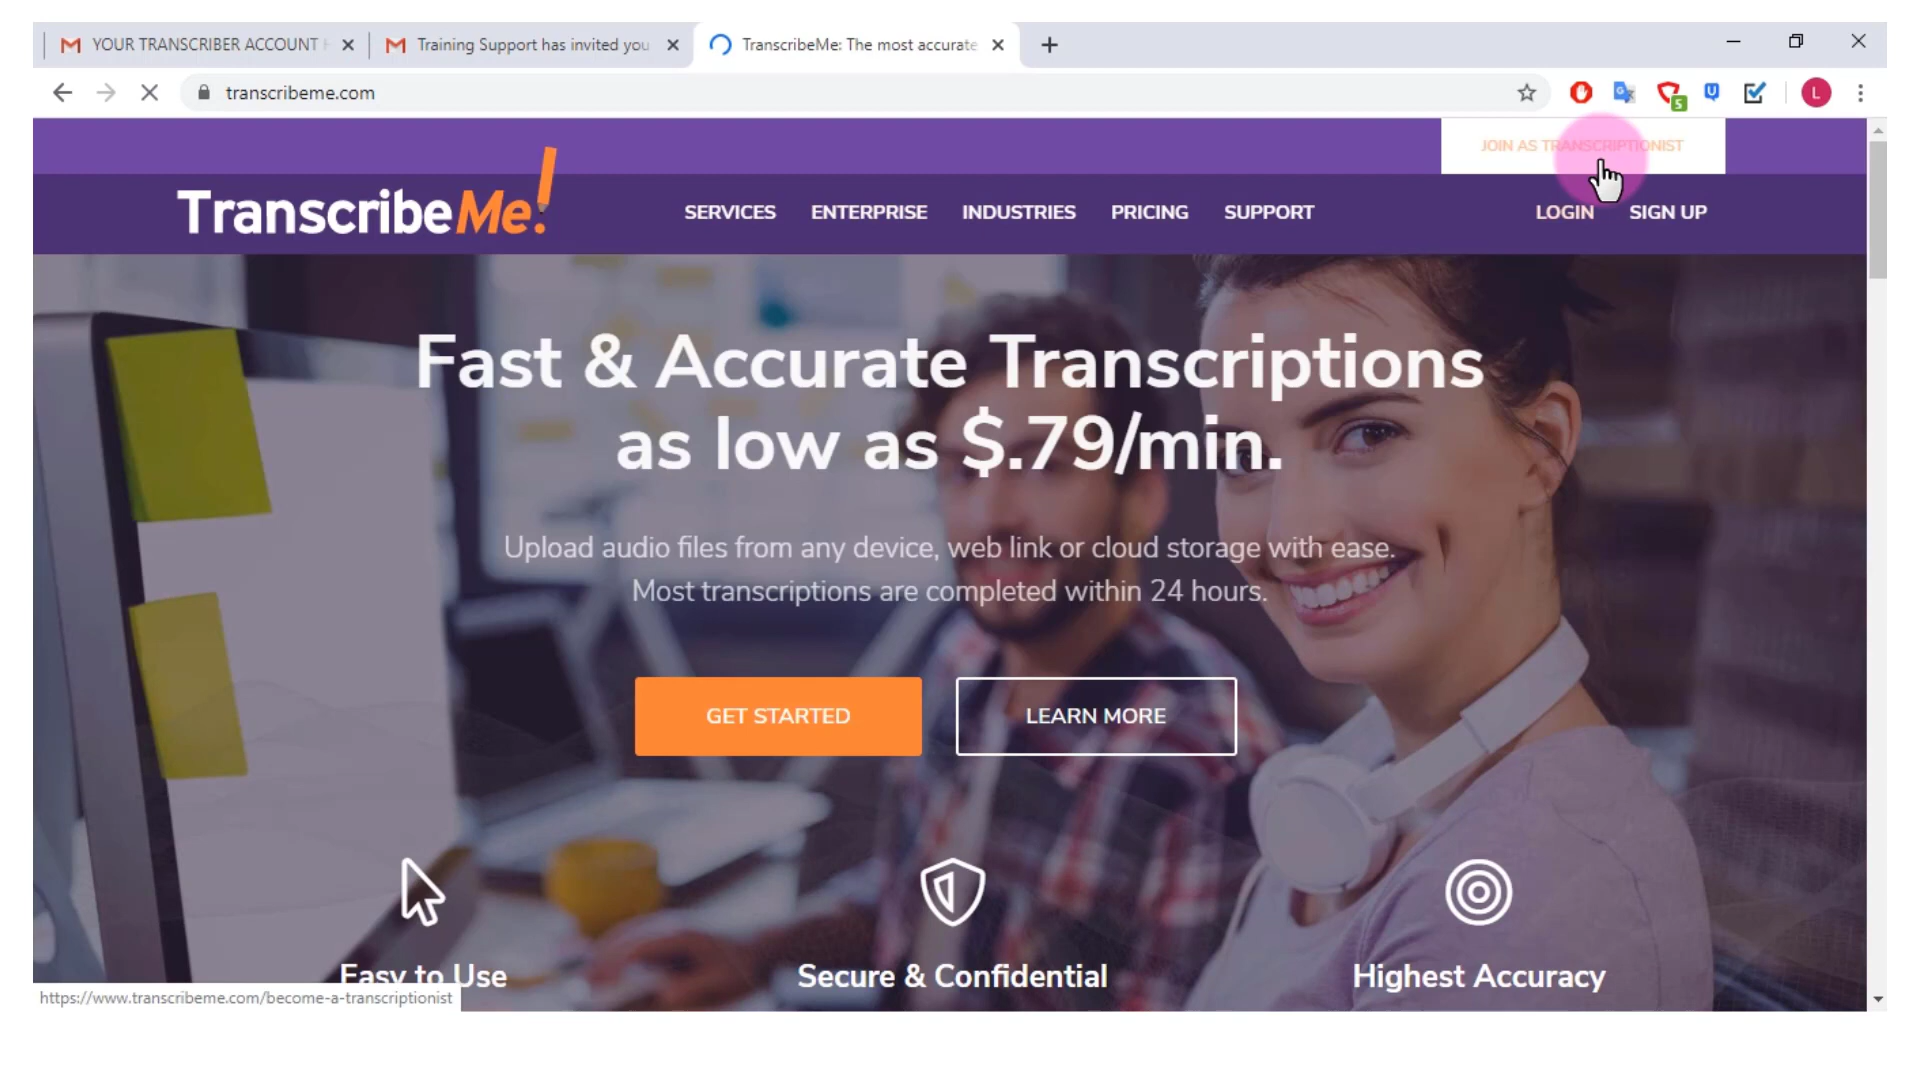 YOUR TRANSCRIBER ACCOUNT
Training Support has invited you
TranscribeMe: The most accurate
transcribeme.com
5
L
JOIN AS TRANSCRIPTIONIST
TranscribeMe!
SERVICES ENTERPRISE INDUSTRIES PRICING SUPPORT LOGIN SIGN UP
Fast & Accurate Transcriptions
as low as $.79/min.
Upload audio files from any device, web link or cloud storage with ease.
Most transcriptions are completed within 24 hours.
GET STARTED LEARN MORE
Easy to Use Secure & Confidential Highest Accuracy
https://www.transcribeme.com/become-a-transcriptionist